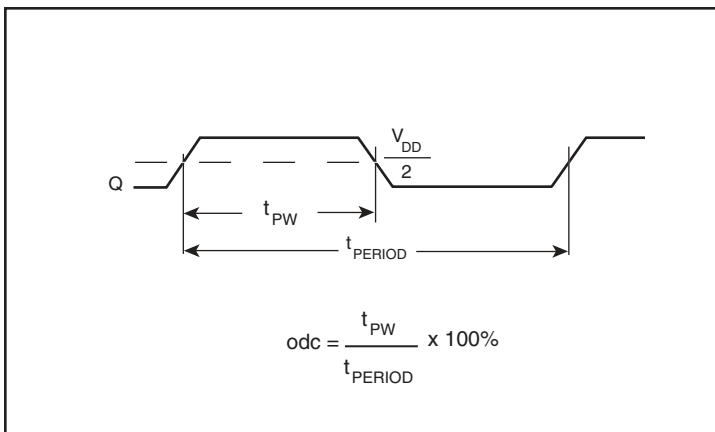 V_DD
2
Q
t_PW
t_PERIOD
t_PW
odc = x 100%
t_PERIOD